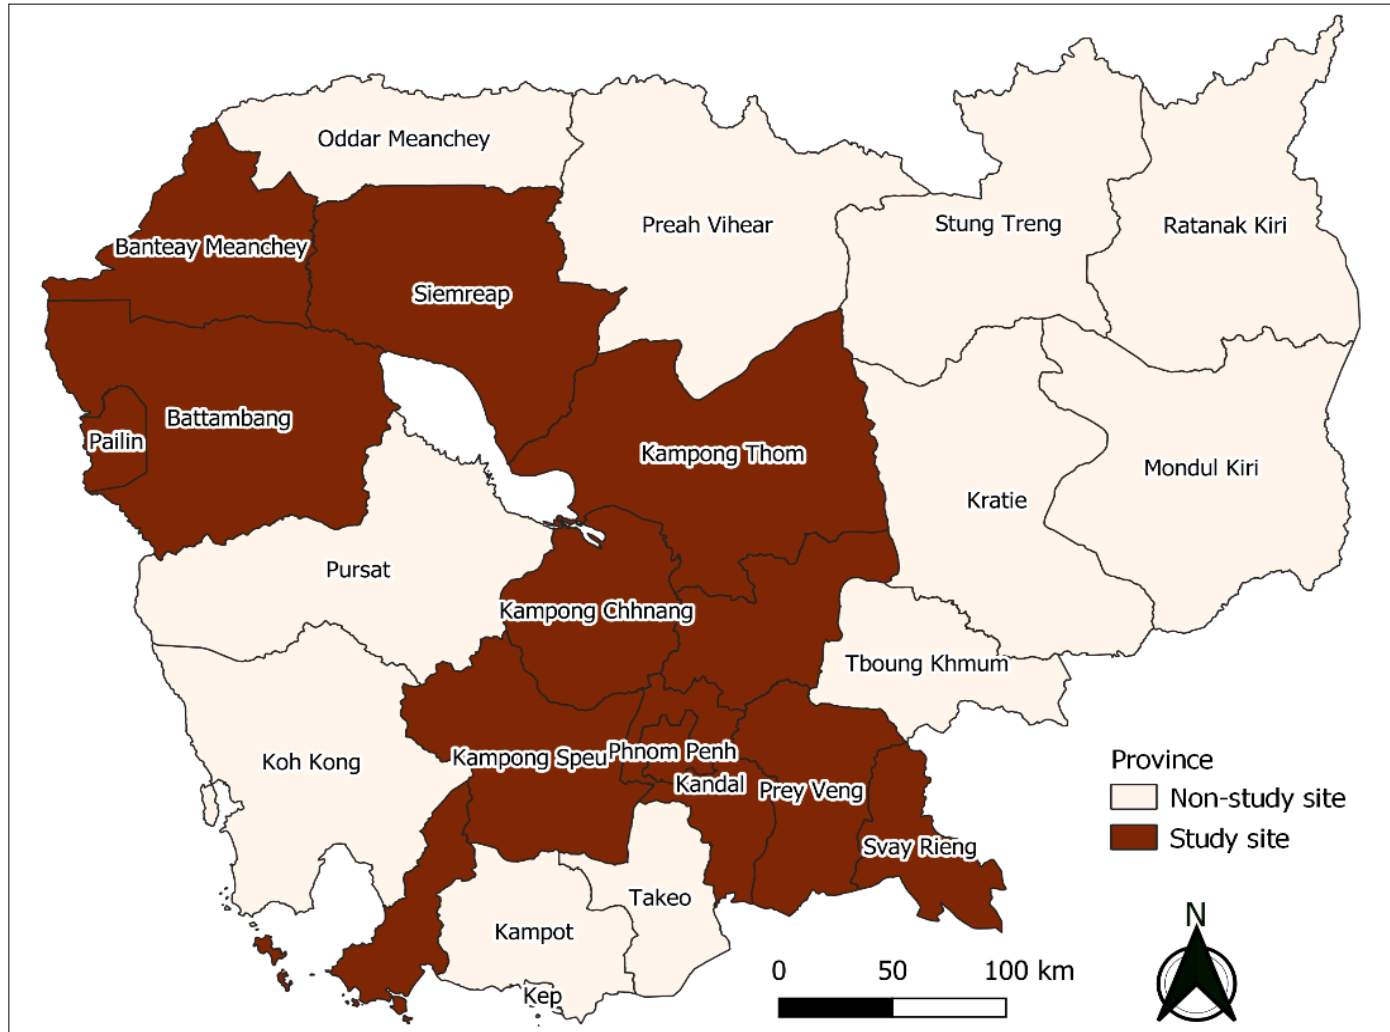 Oddar Meanchey
Preah Vihear
Stung Treng
Ratanak Kiri
Banteay Meanchey
Siemreap
Battambang
Pailin
Kampong Thom
Mondul Kiri
Kratie
Pursat
Kampong Chhnang
Tboung Khmum
Koh Kong
Kampong Speu
Phnom Penh
Kandal
Prey Veng
Svay Rieng
Takeo
Kampot
Kep
Province
Non-study site
Study site
N
0 50 100 km